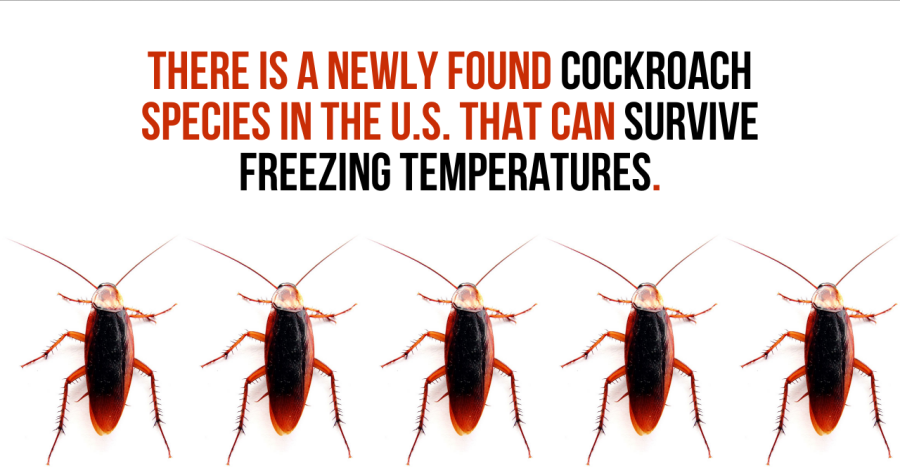 THERE IS A NEWLY FOUND COCKROACH
SPECIES IN THE U.S. THAT CAN SURVIVE
FREEZING TEMPERATURES.